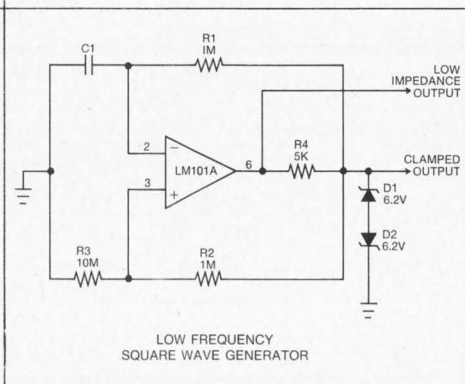 C1
R1
1M
LOW
IMPEDANCE
OUTPUT
2
−
LM101A
6
R4
5K
CLAMPED
OUTPUT
3
+
D1
6.2V
D2
6.2V
R3
10M
R2
1M
LOW FREQUENCY
SQUARE WAVE GENERATOR